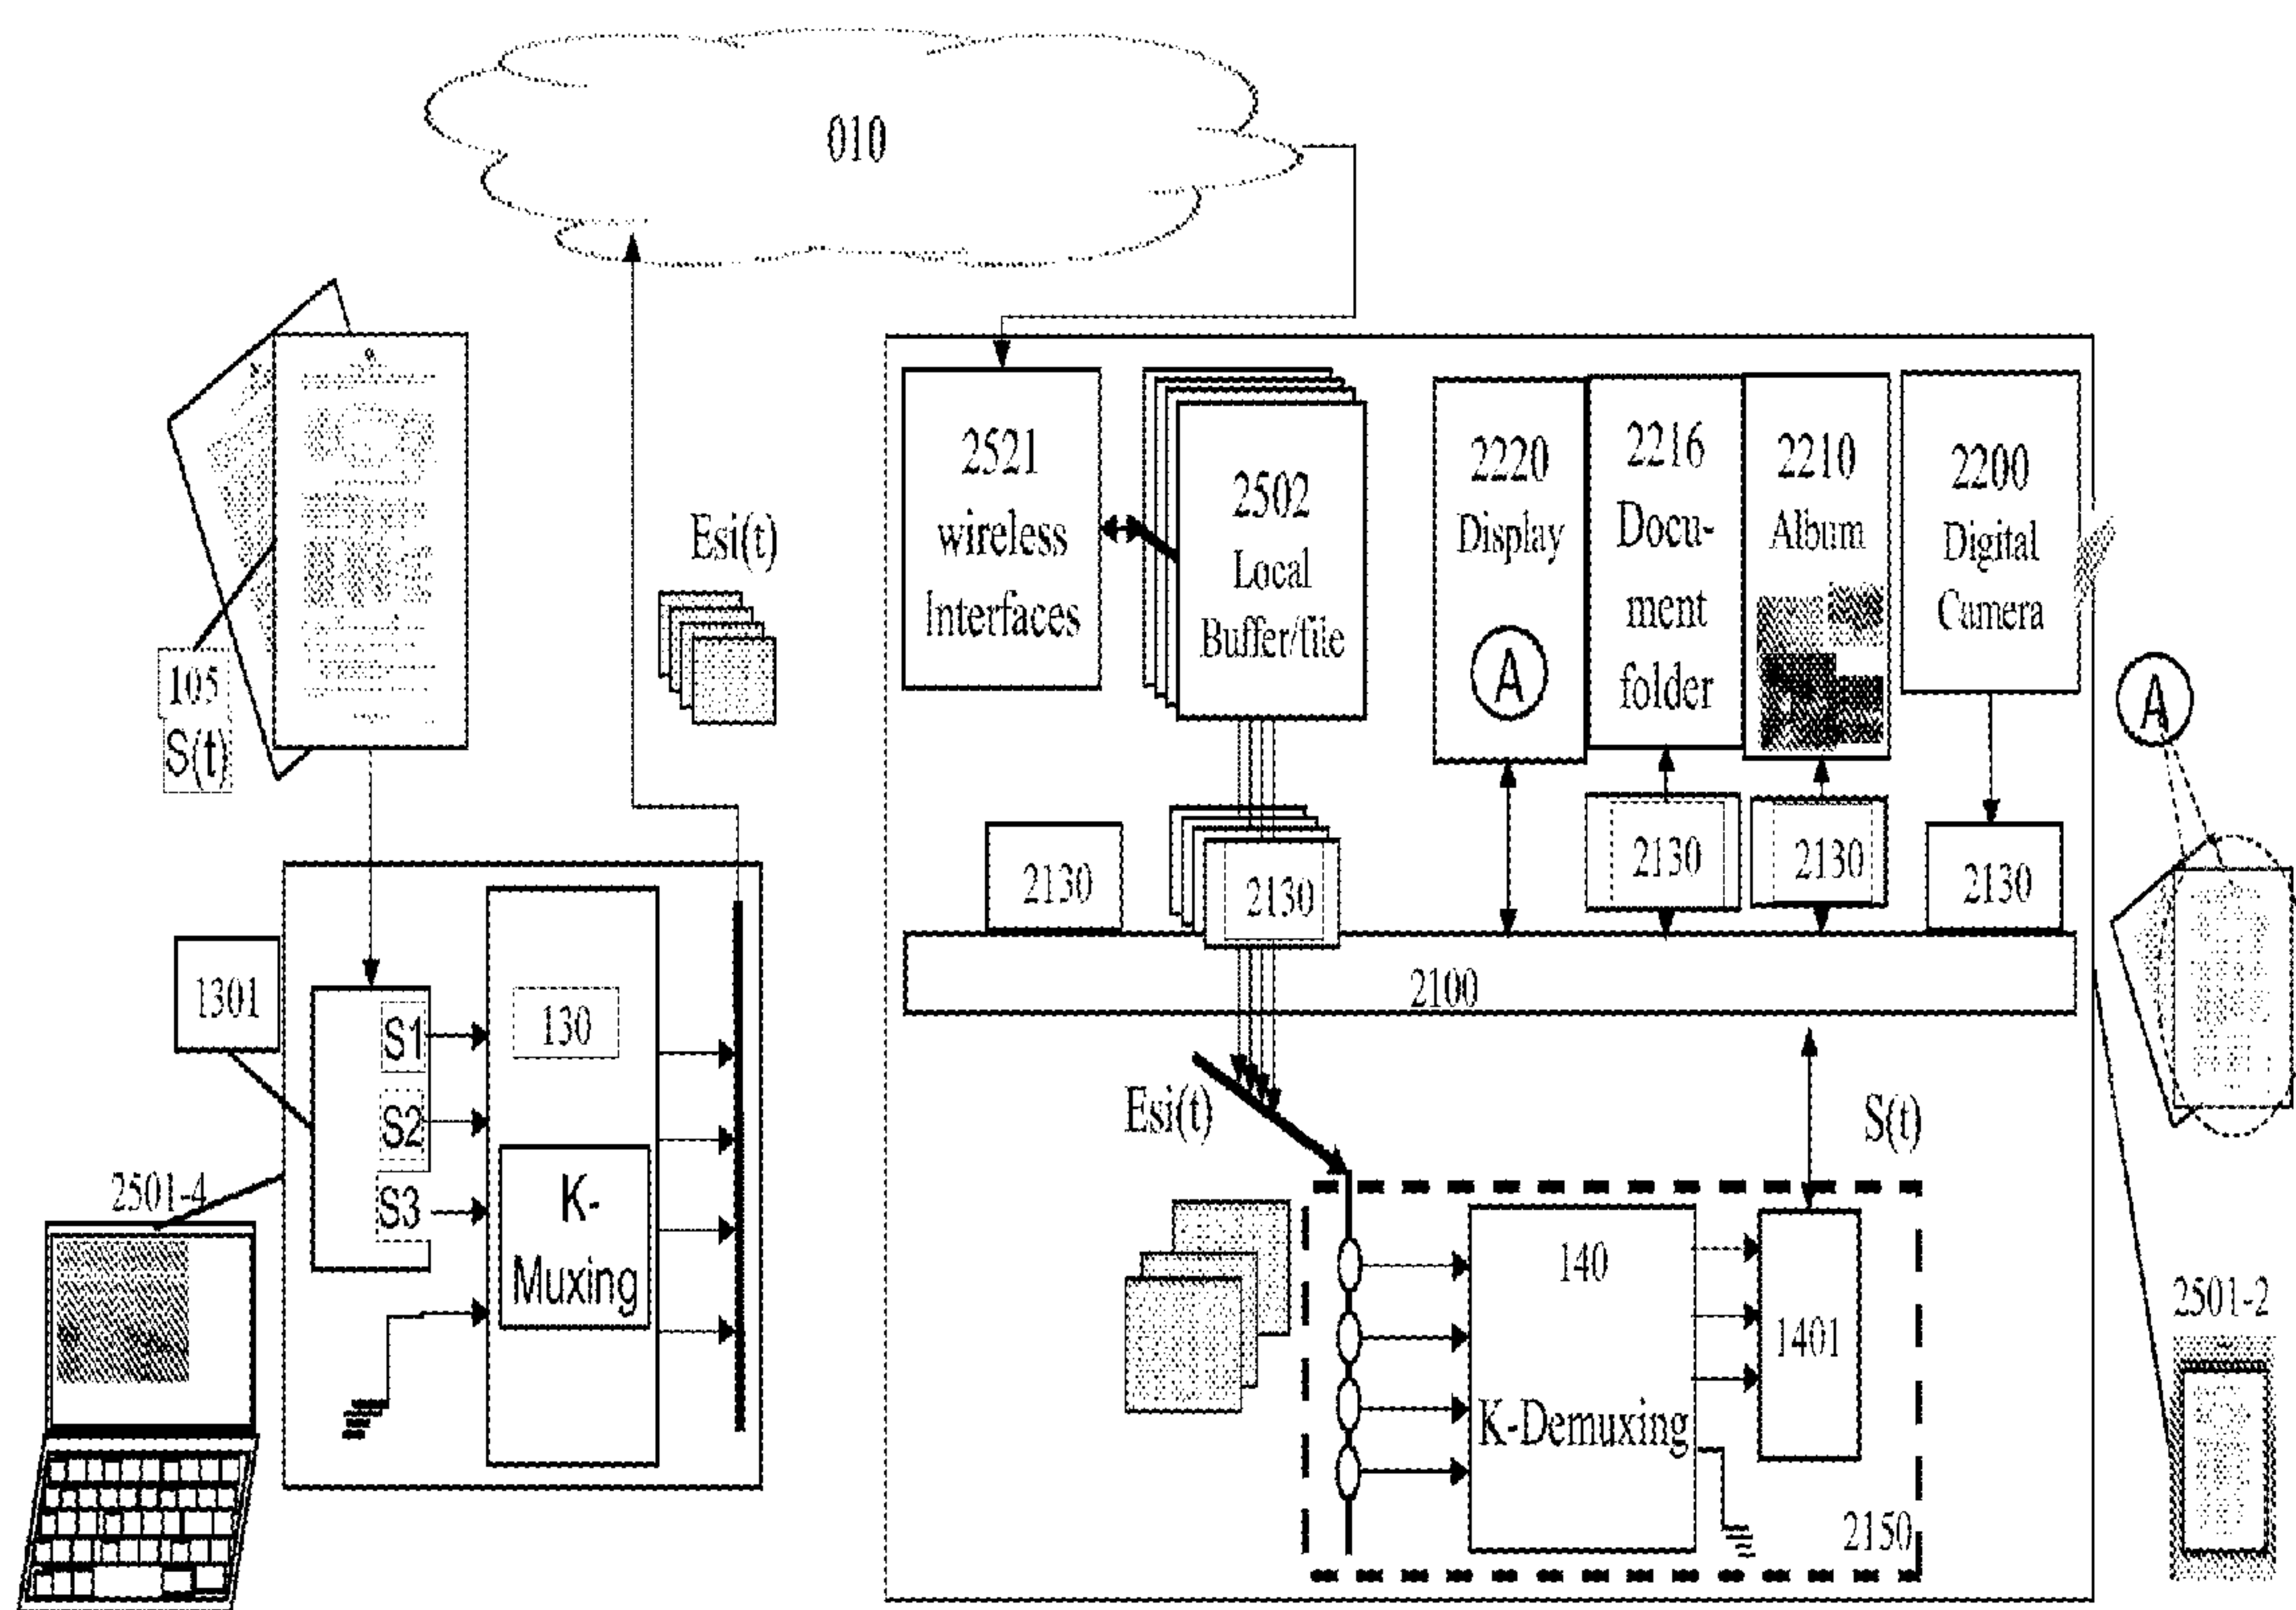 010
105
S(t)
Esi(t)
2521
wireless
Interfaces
2502
Local
Buffer/file
2220
Display
A
2216
Docu-
ment
folder
2210
Album
2200
Digital
Camera
A
2130
2130
2130
2130
2130
2100
1301
S1
S2
S3
130
K-
Muxing
2501-4
Esi(t)
S(t)
140
K-Demuxing
1401
2150
2501-2